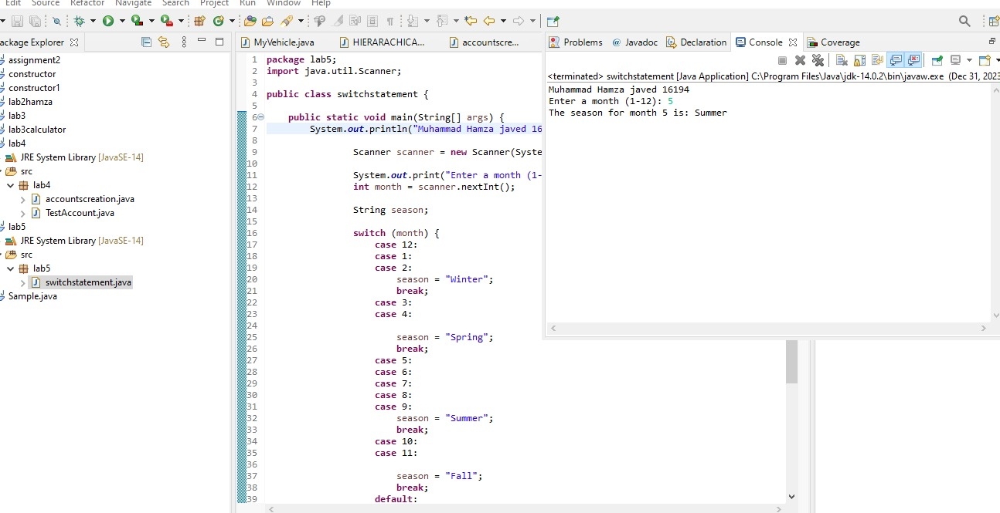 Edit Source Refactor Navigate Search Project Run Window Help
ackage Explorer
assignment2
constructor
constructor1
lab2hamza
lab3
lab3calculator
lab4
JRE System Library [JavaSE-14]
src
lab4
accountscreation.java
TestAccount.java
lab5
JRE System Library [JavaSE-14]
src
lab5
switchstatement.java
Sample.java
MyVehicle.java HIERARACHICA... accountscre...
1 package lab5;
2 import java.util.Scanner;
3
4 public class switchstatement {
5
6 public static void main(String[] args) {
7 System.out.println("Muhammad Hamza javed 16
8
9 Scanner scanner = new Scanner(Syste
10
11 System.out.print("Enter a month (1-
12 int month = scanner.nextInt();
13
14 String season;
15
16 switch (month) {
17 case 12:
18 case 1:
19 case 2:
20 season = "Winter";
21 break;
22 case 3:
23 case 4:
24
25 season = "Spring";
26 break;
27 case 5:
28 case 6:
29 case 7:
30 case 8:
31 case 9:
32 season = "Summer";
33 break;
34 case 10:
35 case 11:
36
37 season = "Fall";
38 break;
39 default:
Problems @ Javadoc Declaration Console Coverage
<terminated> switchstatement [Java Application] C:\Program Files\Java\jdk-14.0.2\bin\javaw.exe (Dec 31, 2023
Muhammad Hamza javed 16194
Enter a month (1-12): 5
The season for month 5 is: Summer